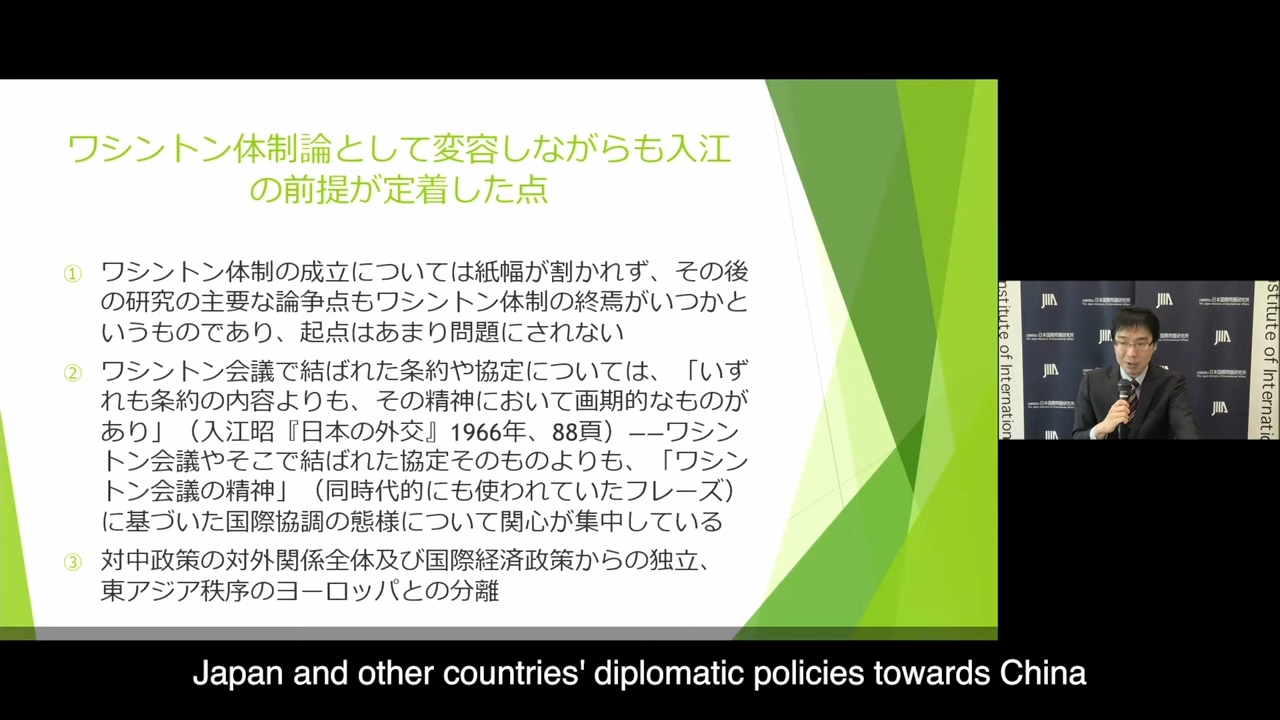 ワシントン体制論として変容しながらも入江
の前提が定着した点
① ワシントン体制の成立については紙幅が割かれず、その後
の研究の主要な論争点もワシントン体制の終焉がいつかと
いうものであり、起点はあまり問題にされない
② ワシントン会議で結ばれた条約や協定については、「いず
れも条約の内容よりも、その精神において画期的なものが
あり」（入江昭『日本の外交』1966年、88頁）――ワシン
トン会議やそこで結ばれた協定そのものよりも、「ワシン
トン会議の精神」（同時代的にも使われていたフレーズ）
に基づいた国際協調の態様について関心が集中している
③ 対中政策の対外関係全体及び国際経済政策からの独立、
東アジア秩序のヨーロッパとの分離
JIIA
日本国際問題研究所
stitute of Internation
Japan and other countries' diplomatic policies towards China